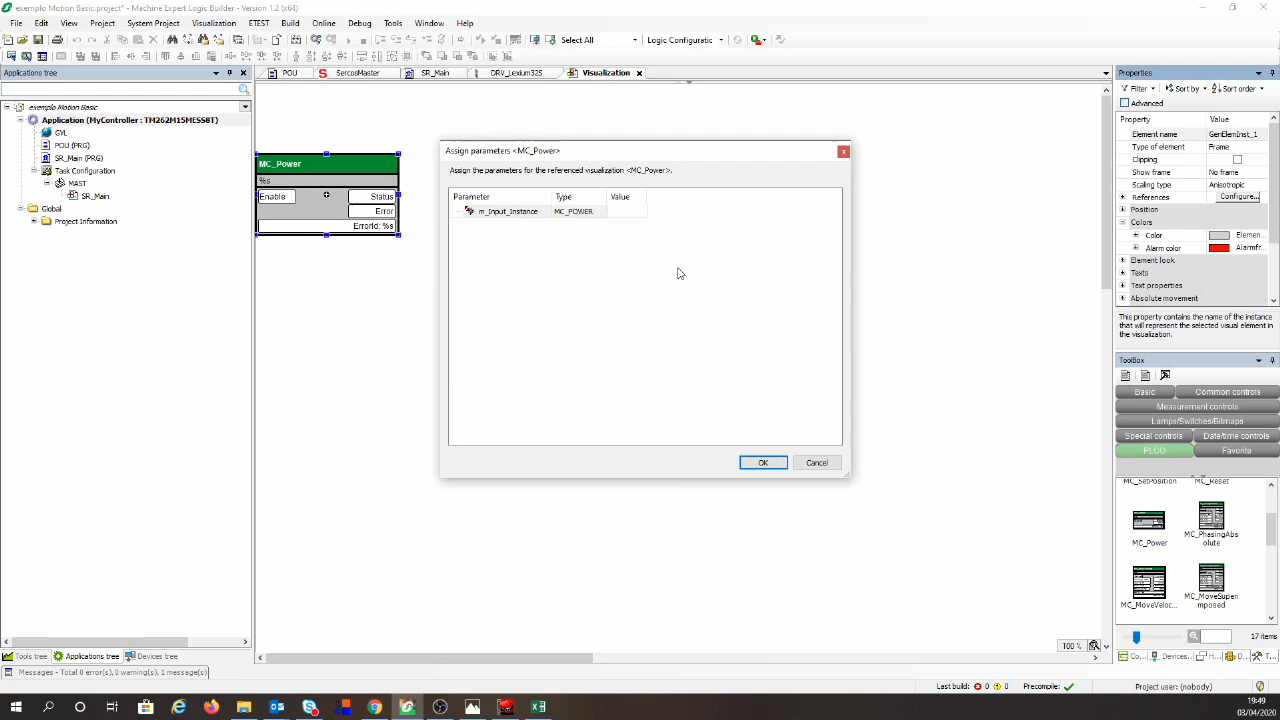 exemplo Motion Basic.project* - Machine Expert Logic Builder - Version 1.2 (x64)
File Edit View Project System Project Visualization ETEST Build Online Debug Tools Window Help
Select All Logic Configuratic
Applications tree
POU SercosMaster SR_Main DRV_Lexium32S Visualization
exemplo Motion Basic
Application (MyController : TM262M15MESS8T)
GVL
POU (PRG)
SR_Main (PRG)
Task Configuration
MAST
SR_Main
Global
Project Information
MC_Power
%s
Enable Status
Error
ErrorId: %s
Assign parameters <MC_Power>
Assign the parameters for the referenced visualization <MC_Power>.
Parameter Type Value
m_Input_Instance MC_POWER
OK Cancel
Properties
Filter Sort by Sort order
Advanced
Property Value
Element name GenElemInst_1
Type of element Frame
Clipping
Show frame No frame
Scaling type Anisotropic
References Configure...
Position
Colors
Color Elemen...
Alarm color Alarmfr...
Element look
Texts
Text properties
Absolute movement
This property contains the name of the instance
that will represent the selected visual element in
the visualization.
ToolBox
Basic Common controls
Measurement controls
Lamps/Switches/Bitmaps
Special controls Date/time controls
PLCO Favorite
MC_SetPosition MC_Reset
MC_Power MC_PhasingAbs
olute
MC_MoveVeloc... MC_MoveSuperi
mposed
17 items
100 %
Tools tree Applications tree Devices tree
Co... Devices... H... D... T...
Messages - Total 0 error(s), 0 warning(s), 1 message(s)
Last build: 0 0 Precompile: Project user: (nobody)
19:49
03/04/2020